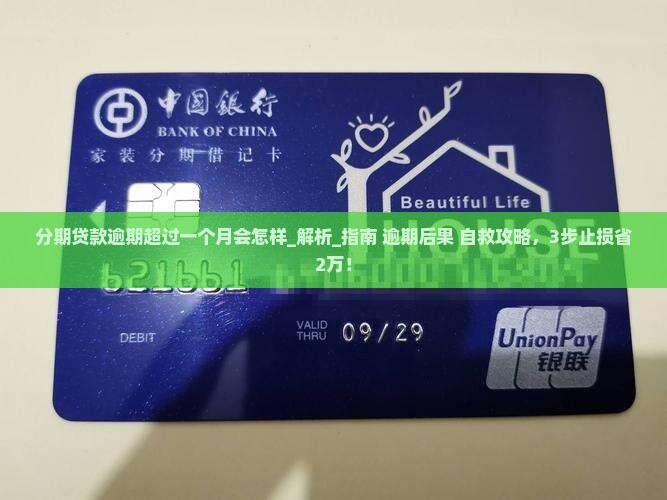 中国银行
BANK OF CHINA
家装分期借记卡
Beautiful Life
HOUSE
分期贷款逾期超过一个月会怎样_解析_指南 逾期后果 自救攻略，3步止损省
2万！
621661
DEBIT
VALID
THRU
09/29
UnionPay
银联